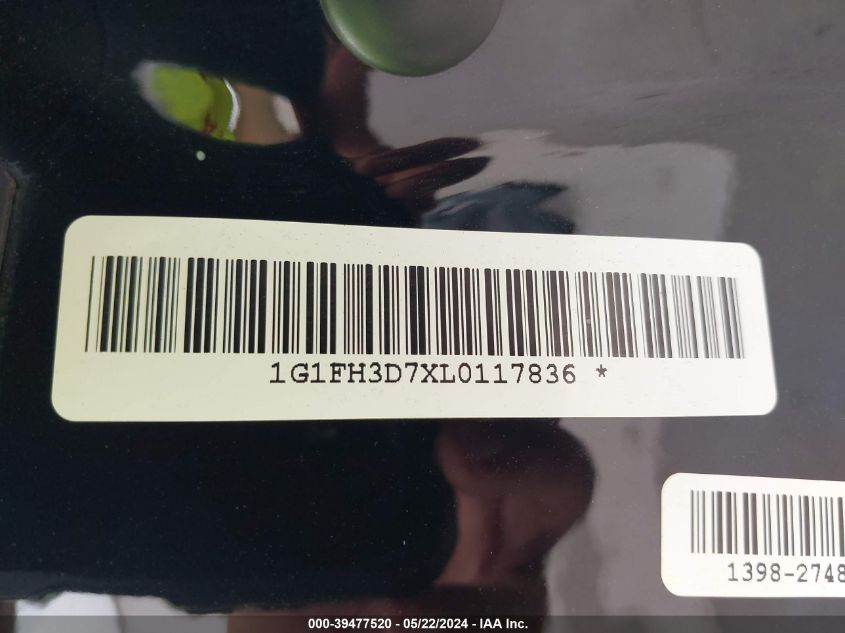 1G1FH3D7XL0117836 *
1398-2748
000-39477520 - 05/22/2024 - IAA Inc.